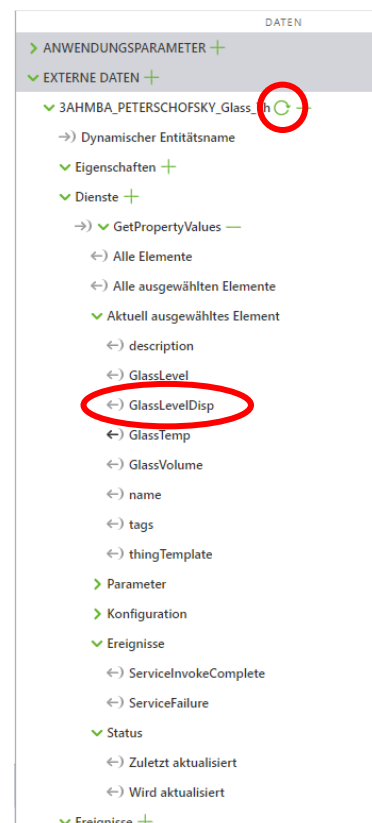 DATEN
ANWENDUNGSPARAMETER
EXTERNE DATEN
3AHMBA_PETERSCHOFSKY_Glass_
Dynamischer Entitätsname
Eigenschaften
Dienste
GetPropertyValues
Alle Elemente
Alle ausgewählten Elemente
Aktuell ausgewähltes Element
description
GlassLevel
GlassLevelDisp
GlassTemp
GlassVolume
name
tags
thingTemplate
Parameter
Konfiguration
Ereignisse
ServiceInvokeComplete
ServiceFailure
Status
Zuletzt aktualisiert
Wird aktualisiert
Ereignisse